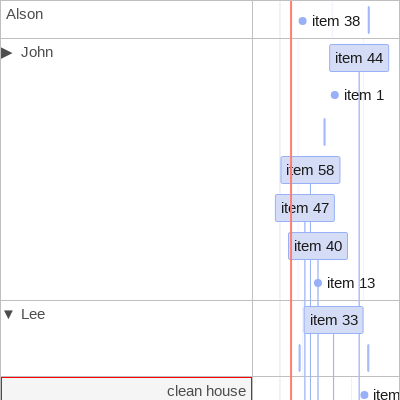 Alson
item 38
▶ John
item 44
item 1
item 58
item 47
item 40
item 13
▼ Lee
item 33
clean house
item